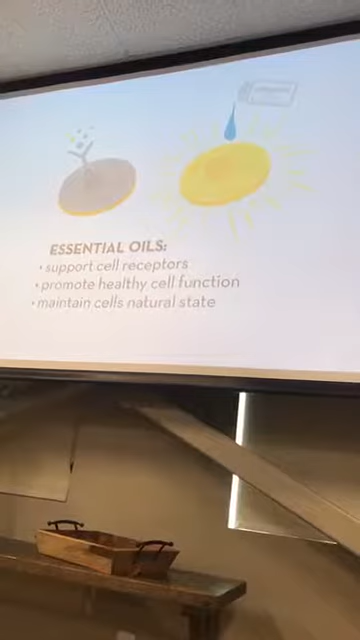 ESSENTIAL OILS:
• support cell receptors
• promote healthy cell function
• maintain cells natural state